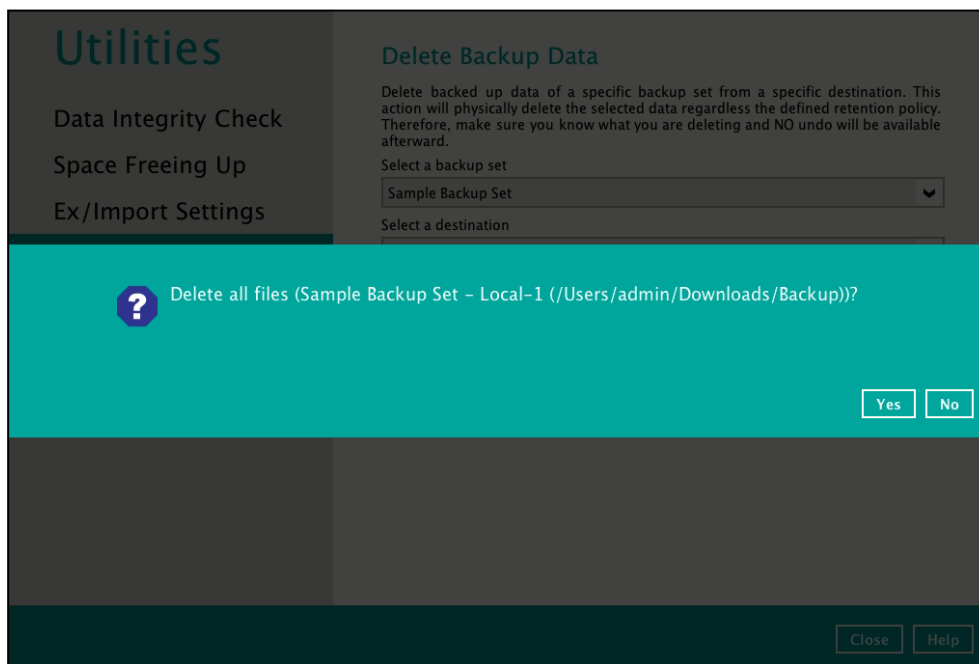 Utilities
Data Integrity Check
Space Freeing Up
Ex/Import Settings
Delete Backup Data
Delete backed up data of a specific backup set from a specific destination. This
action will physically delete the selected data regardless the defined retention policy.
Therefore, make sure you know what you are deleting and NO undo will be available
afterward.
Select a backup set
Sample Backup Set
Select a destination
?
Delete all files (Sample Backup Set – Local-1 (/Users/admin/Downloads/Backup))?
Yes
No
Close
Help